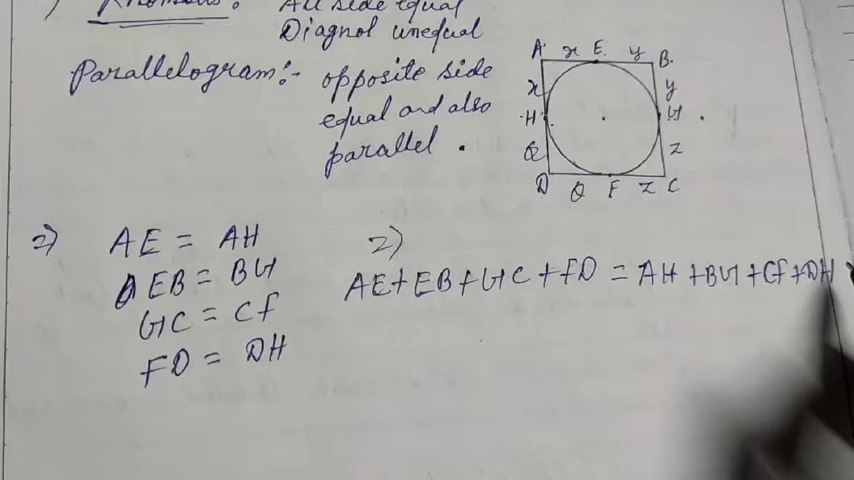 Rhombus :- All side equal
Diagnol unequal
Parallelogram :- opposite side
equal and also
parallel .
A x E y B
x y
H G
Q z
D Q F z C
=) AE = AH
EB = BG
GC = CF
FD = DH
2)
AE + EB + GC + FD = AH + BG + CF + DH